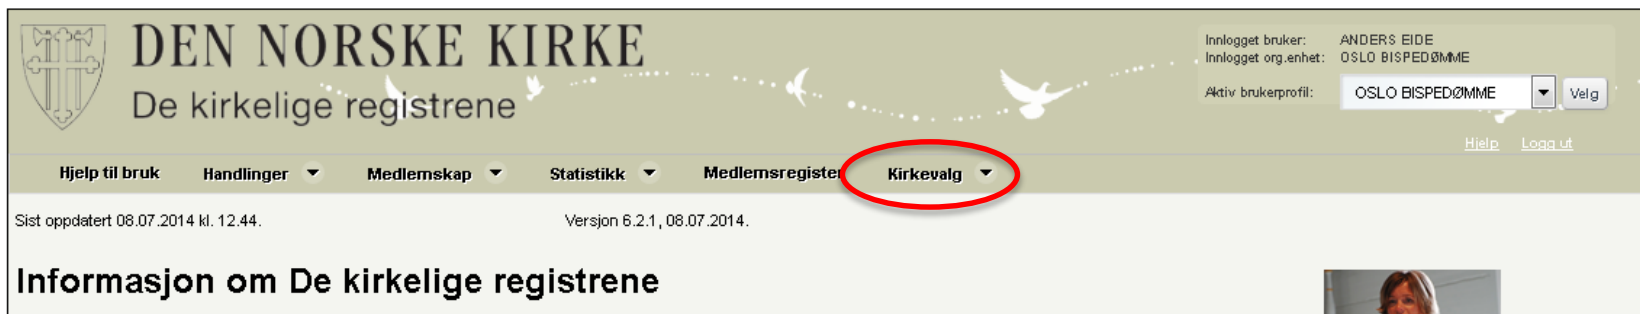 DEN NORSKE KIRKE
De kirkelige registrene
Innlogget bruker: ANDERS EIDE
Innlogget org.enhet: OSLO BISPEDØMME
Aktiv brukerprofil: OSLO BISPEDØMME Velg
Hjelp Logg ut
Hjelp til bruk Handlinger Medlemskap Statistikk Medlemsregister Kirkevalg
Sist oppdatert 08.07.2014 kl. 12.44. Versjon 6.2.1, 08.07.2014.
Informasjon om De kirkelige registrene